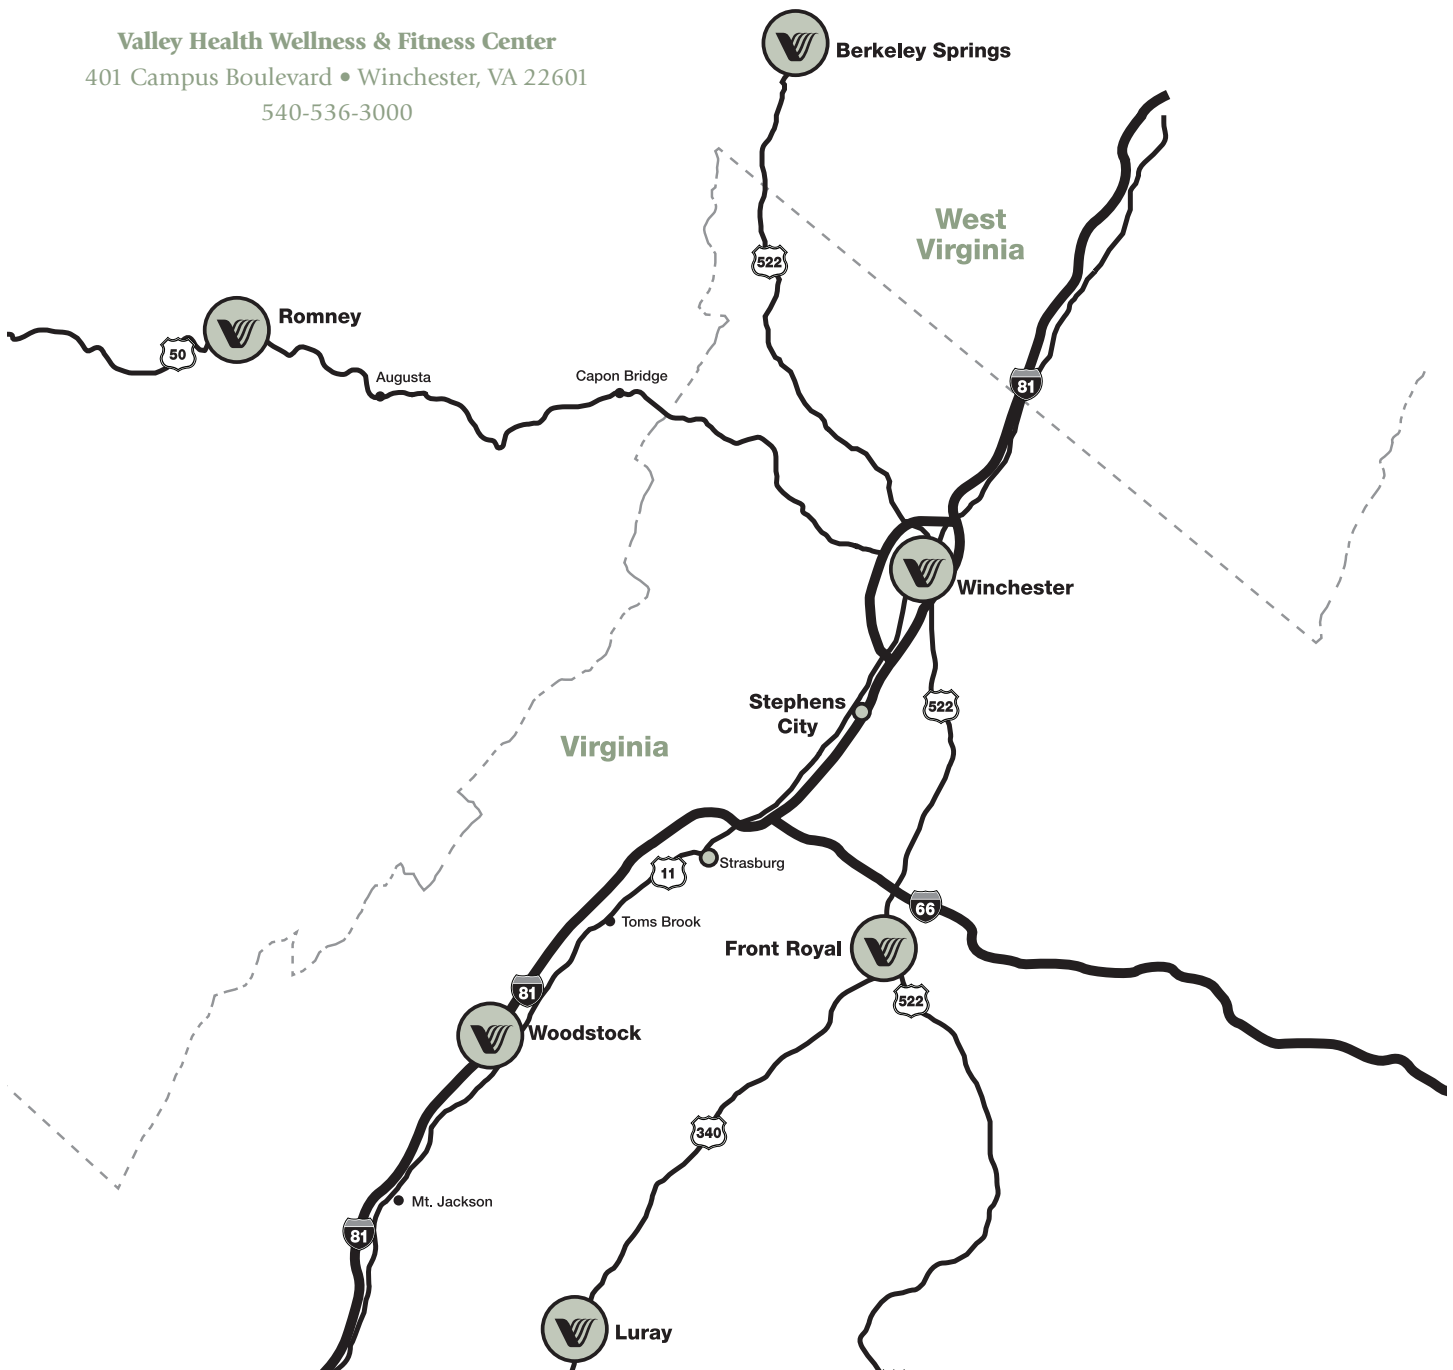 Valley Health Wellness & Fitness Center
401 Campus Boulevard • Winchester, VA 22601
540-536-3000
Berkeley Springs
West
Virginia
522
Romney
50
Augusta
Capon Bridge
81
Winchester
Stephens
City
522
Virginia
Strasburg
11
66
Toms Brook
Front Royal
81
522
Woodstock
340
Mt. Jackson
81
Luray